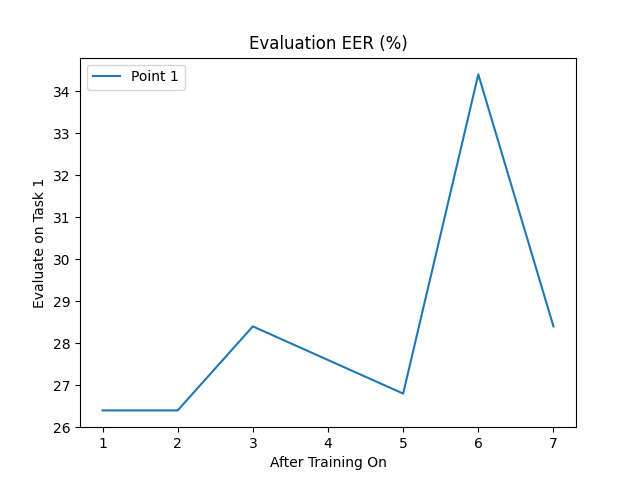 Evaluation EER (%)
Point 1
34
33
32
31
30
29
28
27
26
Evaluate on Task 1
1 2 3 4 5 6 7
After Training On